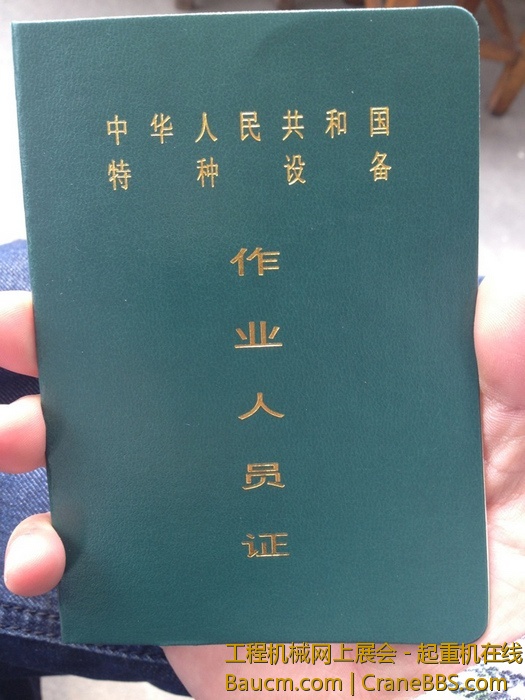 中华人民共和国
特种设备
作
业
人
员
证
工程机械网上展会 - 起重机在线
Baucm.com | CraneBBS.com